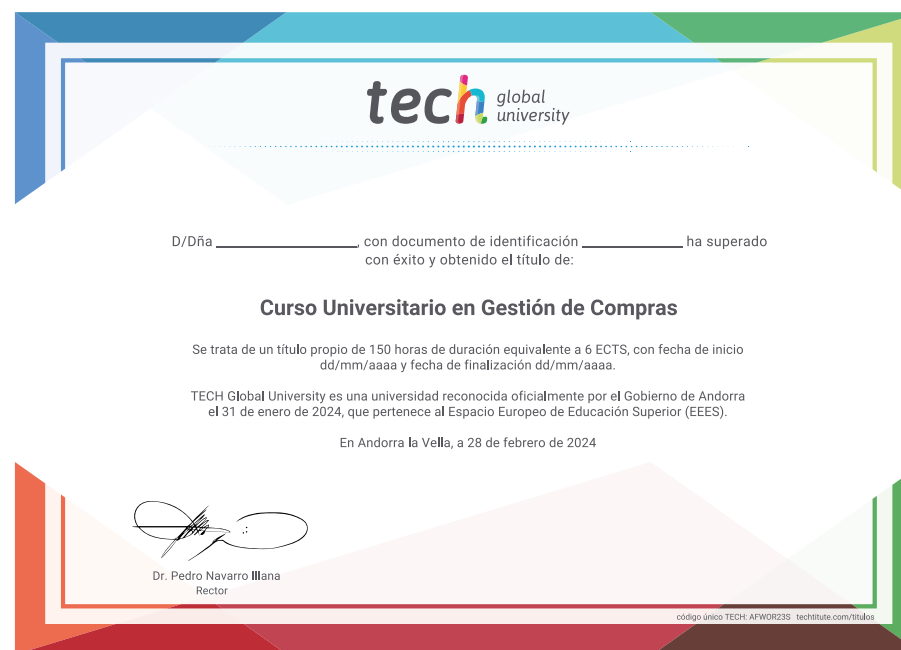 tech global university
D/Dña __________________, con documento de identificación _____________ ha superado
con éxito y obtenido el título de:
Curso Universitario en Gestión de Compras
Se trata de un título propio de 150 horas de duración equivalente a 6 ECTS, con fecha de inicio
dd/mm/aaaa y fecha de finalización dd/mm/aaaa.
TECH Global University es una universidad reconocida oficialmente por el Gobierno de Andorra
el 31 de enero de 2024, que pertenece al Espacio Europeo de Educación Superior (EEES).
En Andorra la Vella, a 28 de febrero de 2024
Dr. Pedro Navarro Illana
Rector
código único TECH: AFWOR23S techtitute.com/titulos